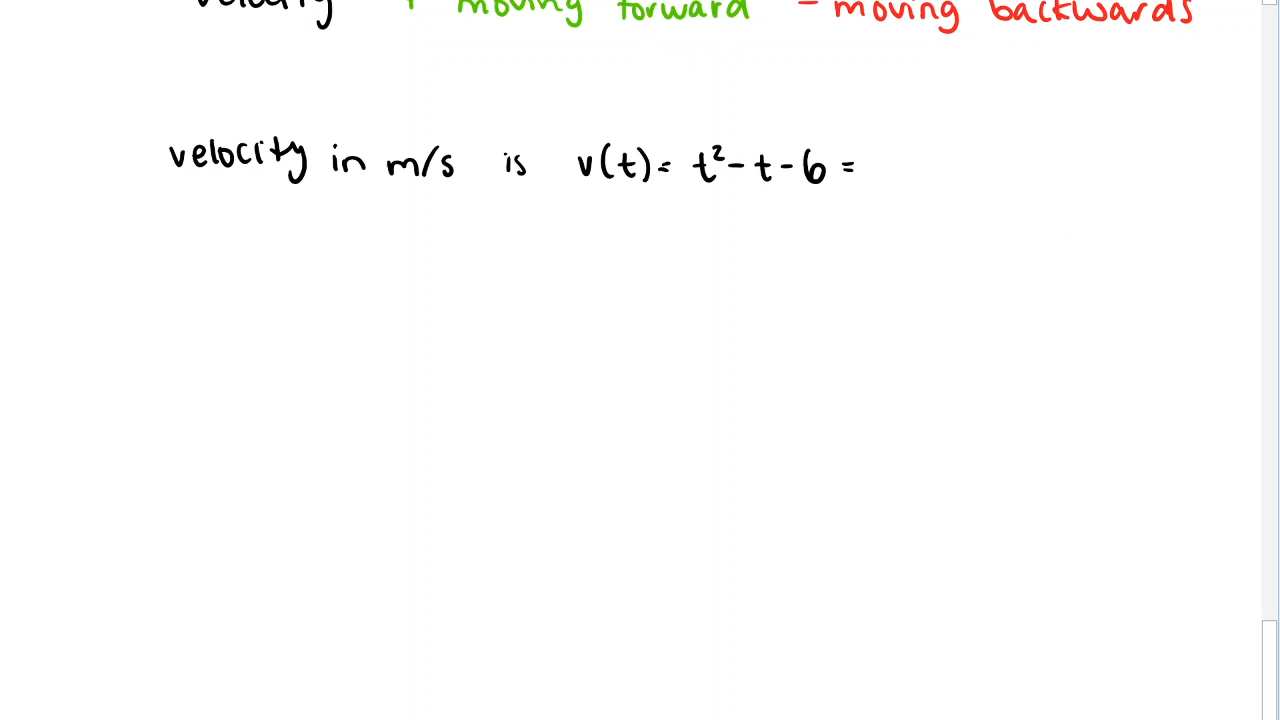 velocity + moving forward - moving backwards
velocity in m/s is v(t) = t² - t - 6 =